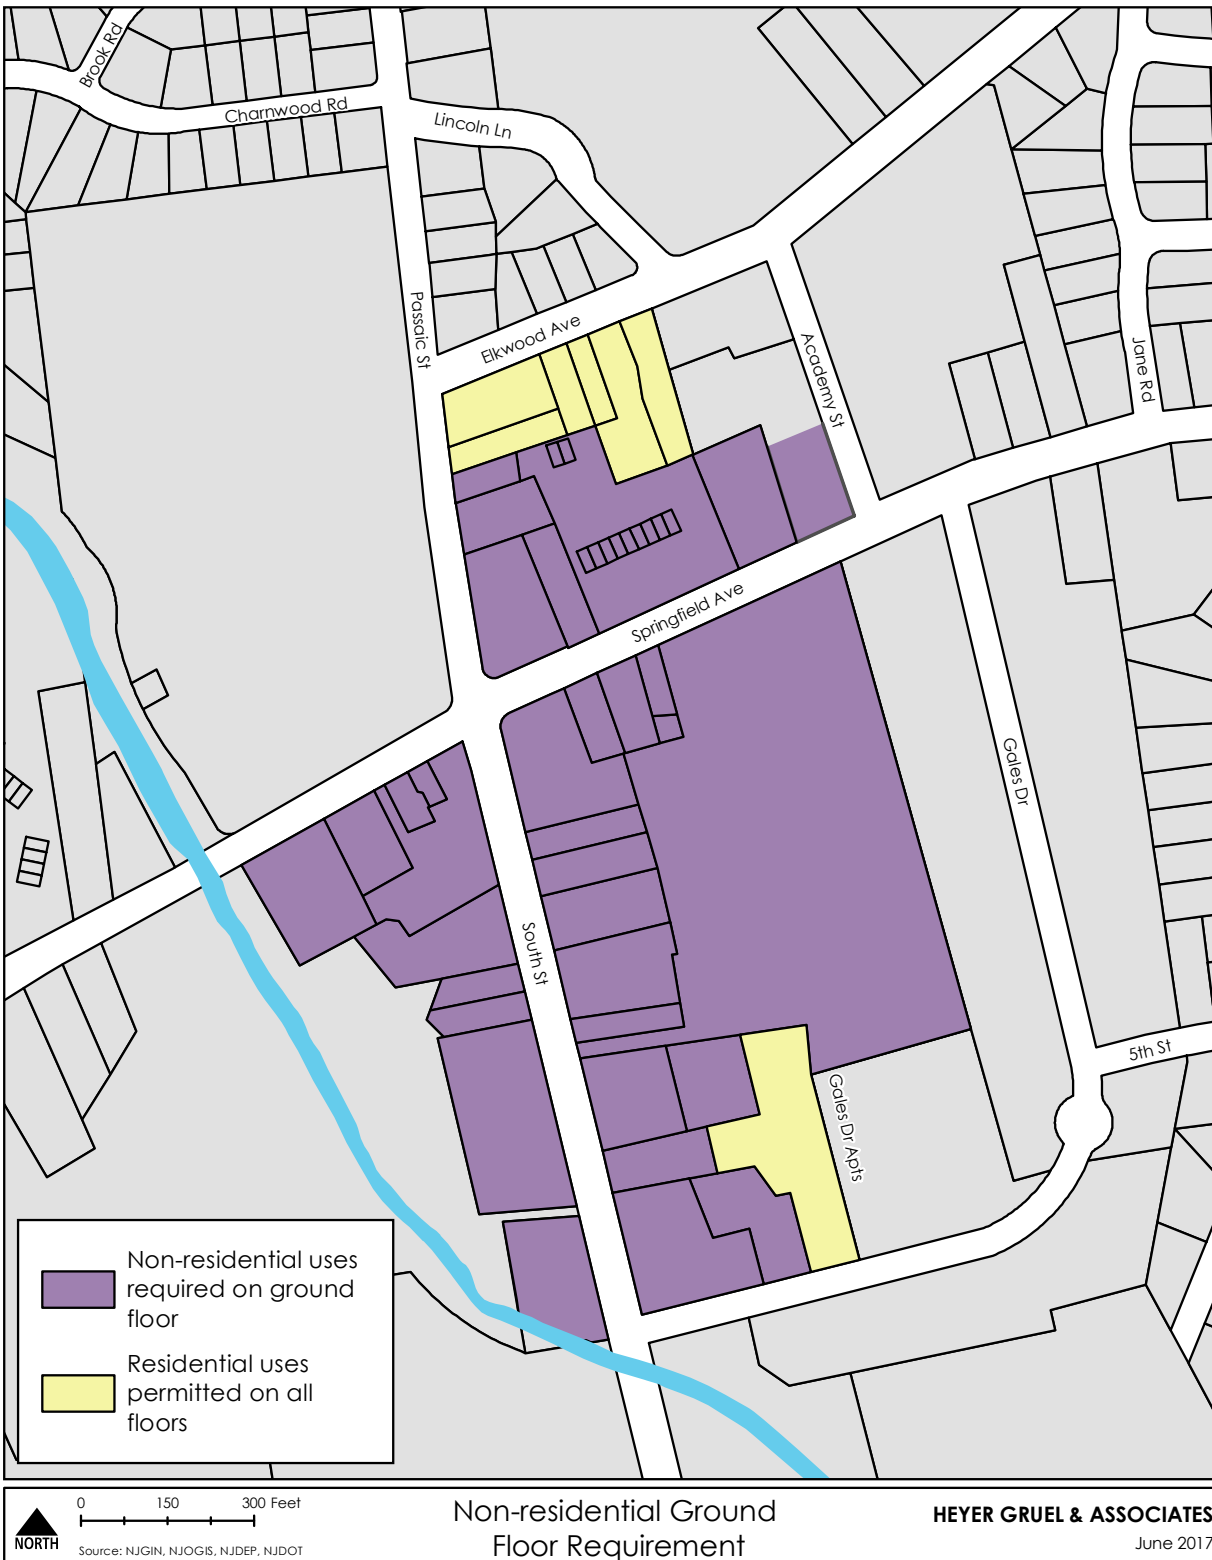 Brook Rd
Charnwood Rd
Lincoln Ln
Passaic St
Elkwood Ave
Academy St
Jane Rd
Springfield Ave
Gales Dr
South St
5th St
Gales Dr Apts
Non-residential uses
required on ground
floor
Residential uses
permitted on all
floors
NORTH
0 150 300 Feet
Source: NJGIN, NJOGIS, NJDEP, NJDOT
Non-residential Ground
Floor Requirement
HEYER GRUEL & ASSOCIATES
June 2017